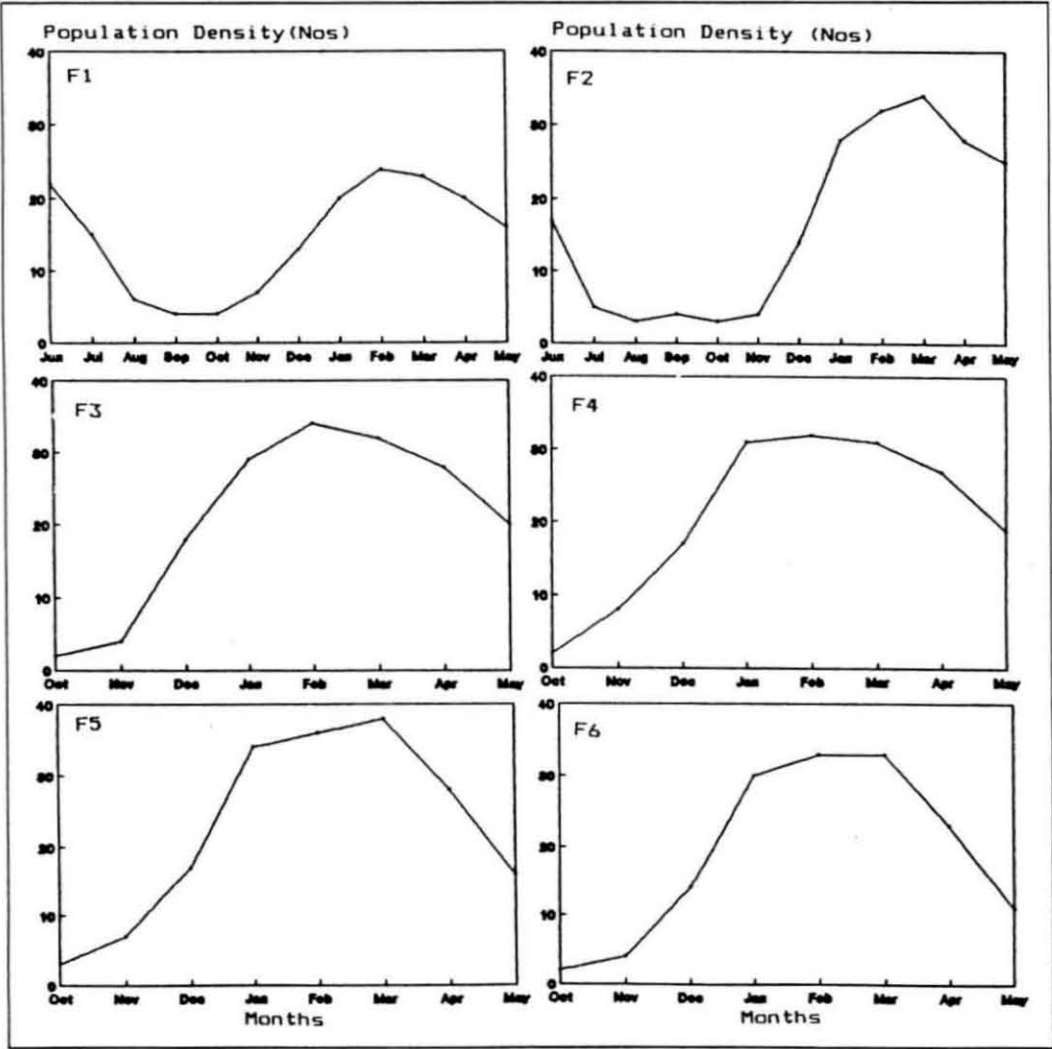 Population Density(Nos)
Population Density (Nos)
F1
40
30
20
10
0
Jun Jul Aug Sep Oct Nov Dec Jan Feb Mar Apr May
F2
40
30
20
10
0
Jun Jul Aug Sep Oct Nov Dec Jan Feb Mar Apr May
F3
40
30
20
10
0
Oct Nov Dec Jan Feb Mar Apr May
F4
40
30
20
10
0
Oct Nov Dec Jan Feb Mar Apr May
F5
40
30
20
10
0
Oct Nov Dec Jan Feb Mar Apr May
Months
F6
40
30
20
10
0
Oct Nov Dec Jan Feb Mar Apr May
Months